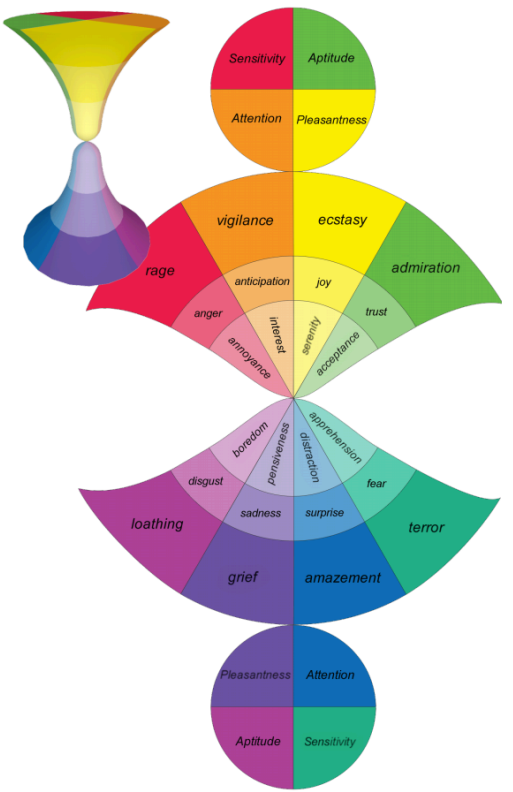 Sensitivity
Aptitude
Attention
Pleasantness
vigilance
ecstasy
rage
admiration
anticipation
joy
anger
trust
annoyance
interest
serenity
acceptance
boredom
pensiveness
distraction
apprehension
disgust
fear
sadness
surprise
loathing
terror
grief
amazement
Pleasantness
Attention
Aptitude
Sensitivity